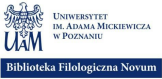 UAM
UNIWERSYTET
IM. ADAMA MICKIEWICZA
W POZNANIU
Biblioteka Filologiczna Novum